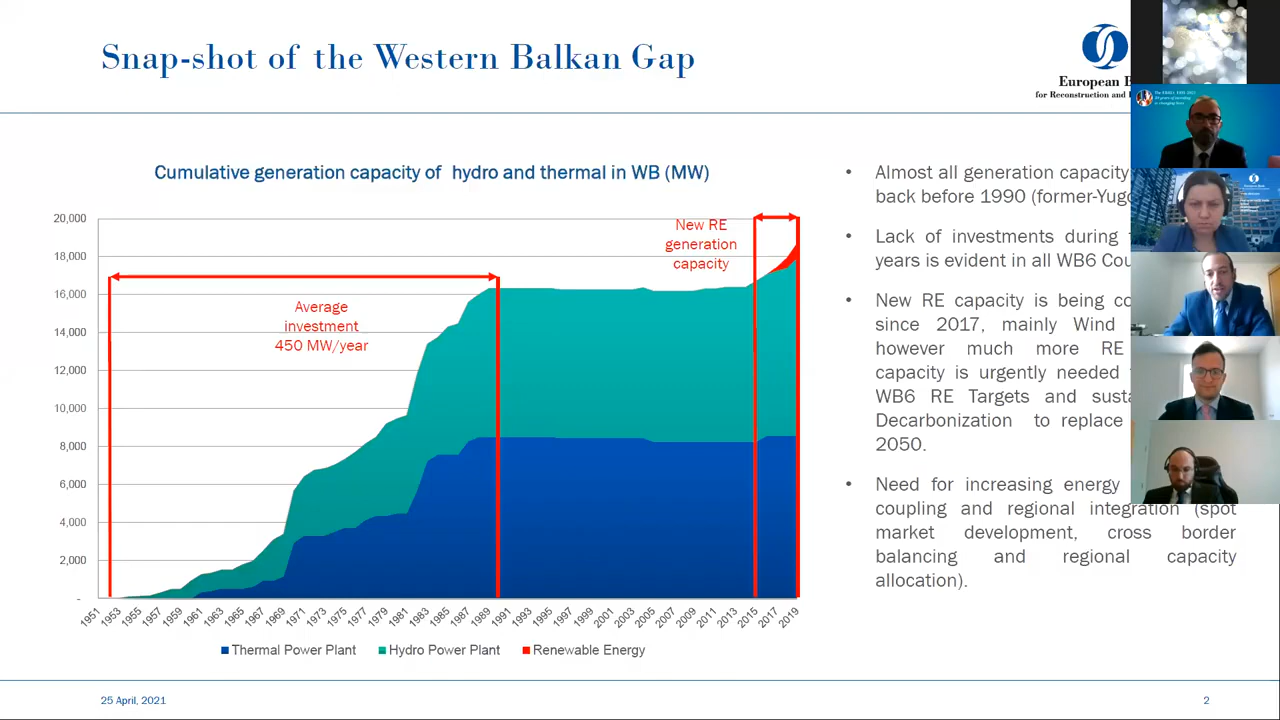 Snap-shot of the Western Balkan Gap
European
for Reconstruction and
Cumulative generation capacity of hydro and thermal in WB (MW)
20,000
18,000
16,000
14,000
12,000
10,000
8,000
6,000
4,000
2,000
-
New RE
generation
capacity
Average
investment
450 MW/year
1951 1953 1955 1957 1959 1961 1963 1965 1967 1969 1971 1973 1975 1977 1979 1981 1983 1985 1987 1989 1991 1993 1995 1997 1999 2001 2003 2005 2007 2009 2011 2013 2015 2017 2019
Thermal Power Plant Hydro Power Plant Renewable Energy
• Almost all generation capacity
back before 1990 (former-Yugo
• Lack of investments during
years is evident in all WB6 Cou
• New RE capacity is being co
since 2017, mainly Wind
however much more RE
capacity is urgently needed
WB6 RE Targets and susta
Decarbonization to replace
2050.
• Need for increasing energy
coupling and regional integration (spot
market development, cross border
balancing and regional capacity
allocation).
25 April, 2021
2